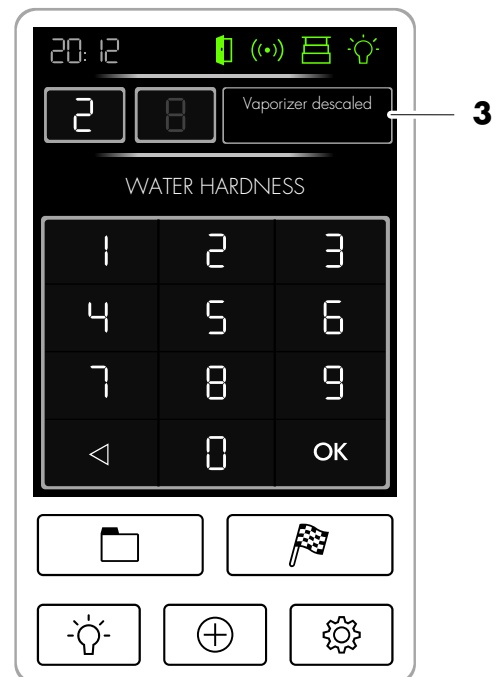 20:12
2 8 Vaporizer descaled
3
WATER HARDNESS
1 2 3
4 5 6
7 8 9
0 OK